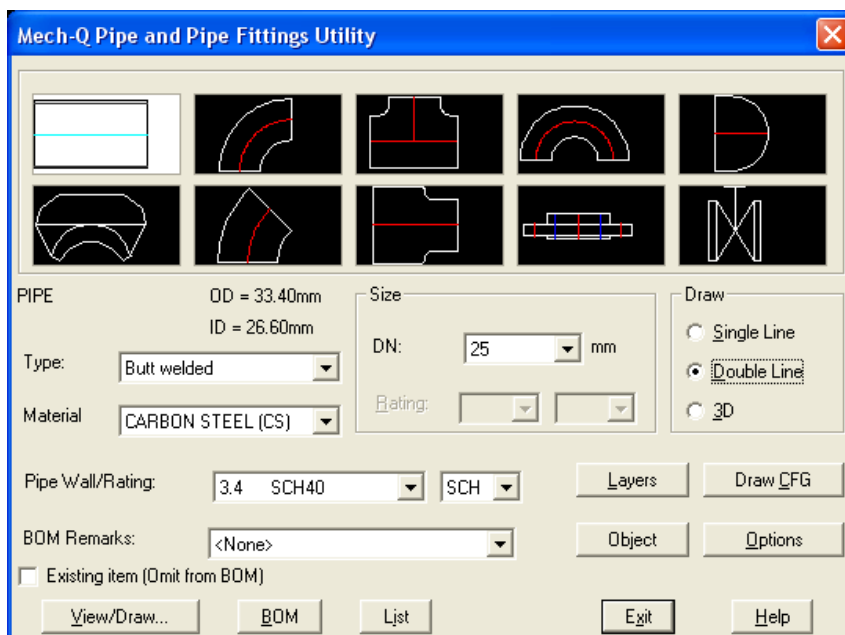 Mech-Q Pipe and Pipe Fittings Utility
PIPE
OD = 33.40mm
ID = 26.60mm
Size
Draw
DN:
25
mm
Single Line
Type:
Butt welded
Double Line
Rating:
Material
CARBON STEEL (CS)
3D
Pipe Wall/Rating:
3.4 SCH40
SCH
Layers
Draw CFG
BOM Remarks:
<None>
Object
Options
Existing item (Omit from BOM)
View/Draw...
BOM
List
Exit
Help